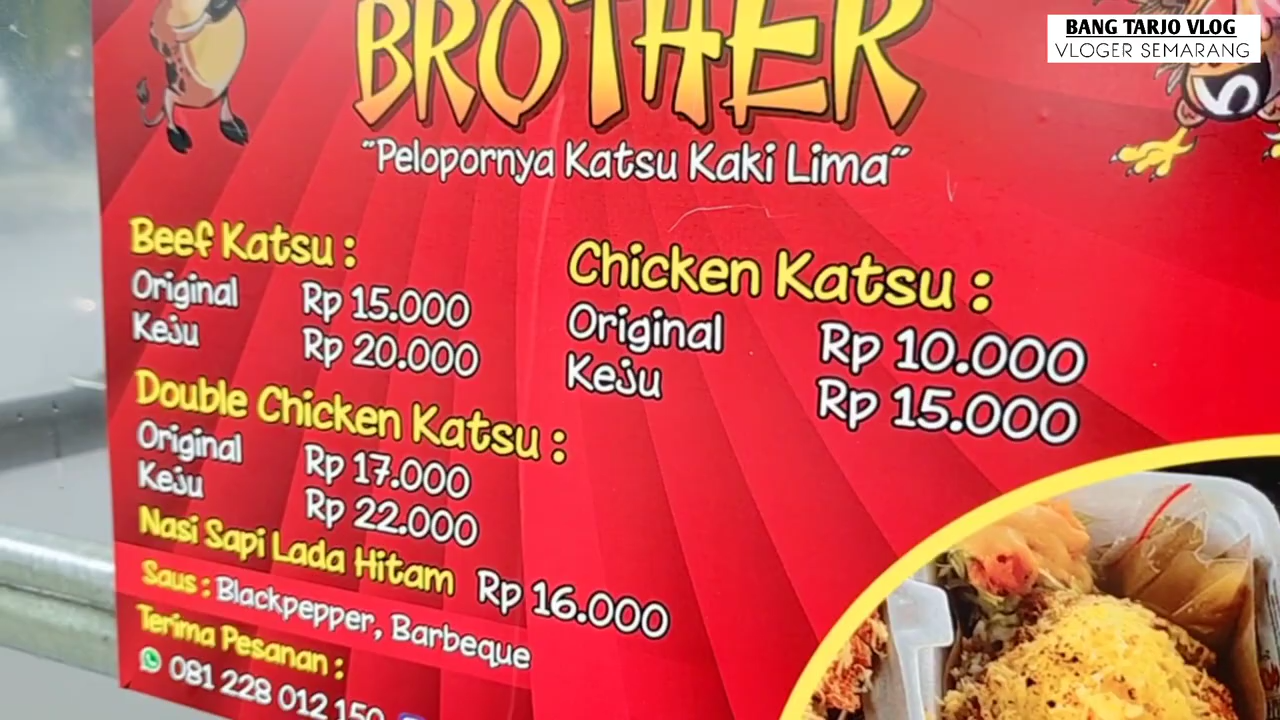 BANG TARJO VLOG
VLOGER SEMARANG
BROTHER
"Pelopornya Katsu Kaki Lima"
Beef Katsu :
Original Rp 15.000
Keju Rp 20.000
Double Chicken Katsu :
Original Rp 17.000
Keju Rp 22.000
Nasi Sapi Lada Hitam Rp 16.000
Saus : Blackpepper, Barbeque
Terima Pesanan :
081 228 012 150
Chicken Katsu :
Original Rp 10.000
Keju Rp 15.000